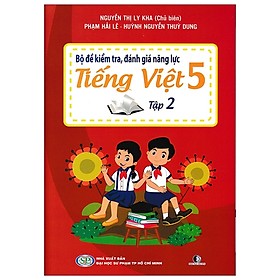 NGUYỄN THỊ LY KHA (Chủ biên)
PHẠM HẢI LÊ - HUỲNH NGUYỄN THUỲ DUNG
Bộ đề kiểm tra, đánh giá năng lực
Tiếng Việt 5
Tập 2
NHÀ XUẤT BẢN
ĐẠI HỌC SƯ PHẠM TP HỒ CHÍ MINH